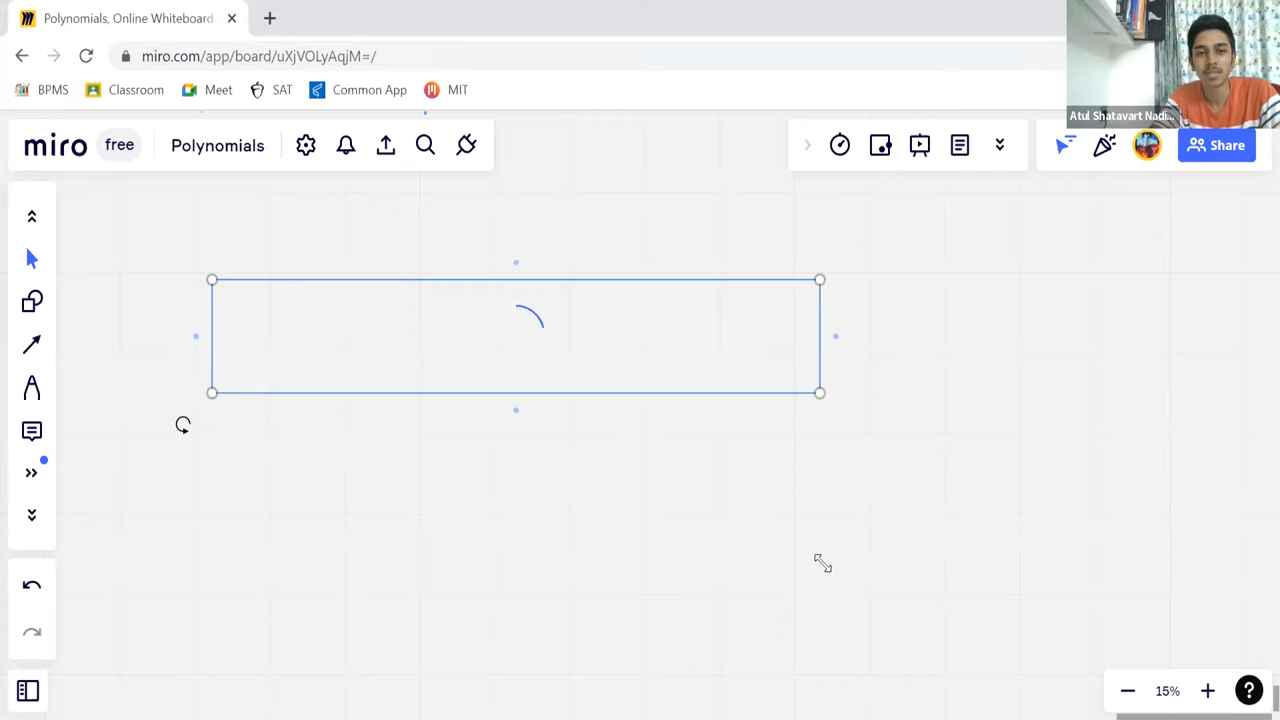 Polynomials, Online Whiteboard
miro.com/app/board/uXjVOLyAqjM=/
BPMS Classroom Meet SAT Common App MIT
Atul Shatavart Nadi...
miro free Polynomials Share
15%